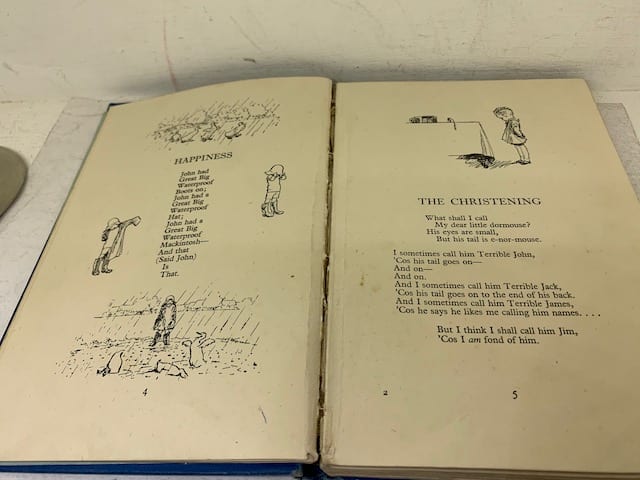 HAPPINESS
John had
Great Big
Waterproof
Boots on;
John had a
Great Big
Waterproof
Hat;
John had a
Great Big
Waterproof
Mackintosh—
And that
(Said John)
Is
That.
4
THE CHRISTENING
What shall I call
My dear little dormouse?
His eyes are small,
But his tail is e-nor-mouse.
I sometimes call him Terrible John,
'Cos his tail goes on—
And on—
And on.
And I sometimes call him Terrible Jack,
'Cos his tail goes on to the end of his back.
And I sometimes call him Terrible James,
'Cos he says he likes me calling him names. . . .
But I think I shall call him Jim,
'Cos I am fond of him.
2
5